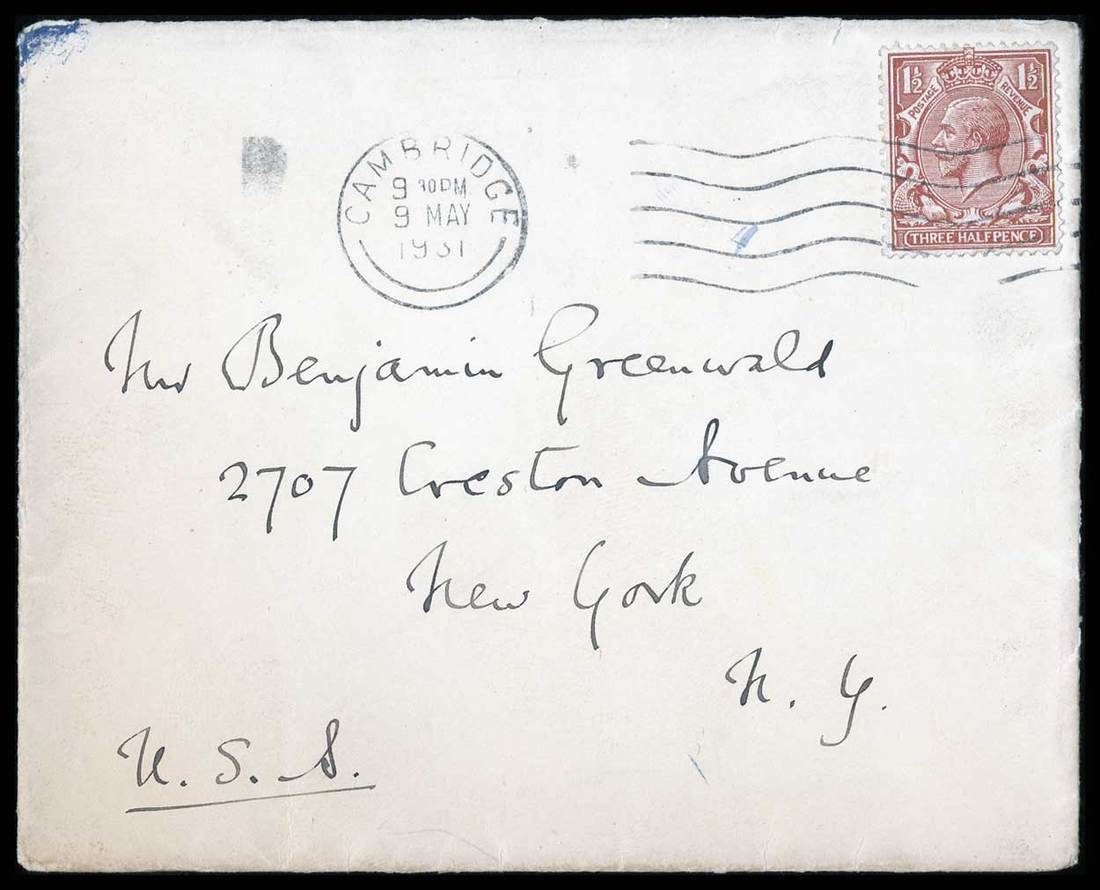 1½ 1½
POSTAGE REVENUE
THREE HALFPENCE
CAMBRIDGE
9 30 PM
9 MAY
1931
Mr Benjamin Greenwald
2707 Creston Avenue
New York
N. Y.
U. S. A.